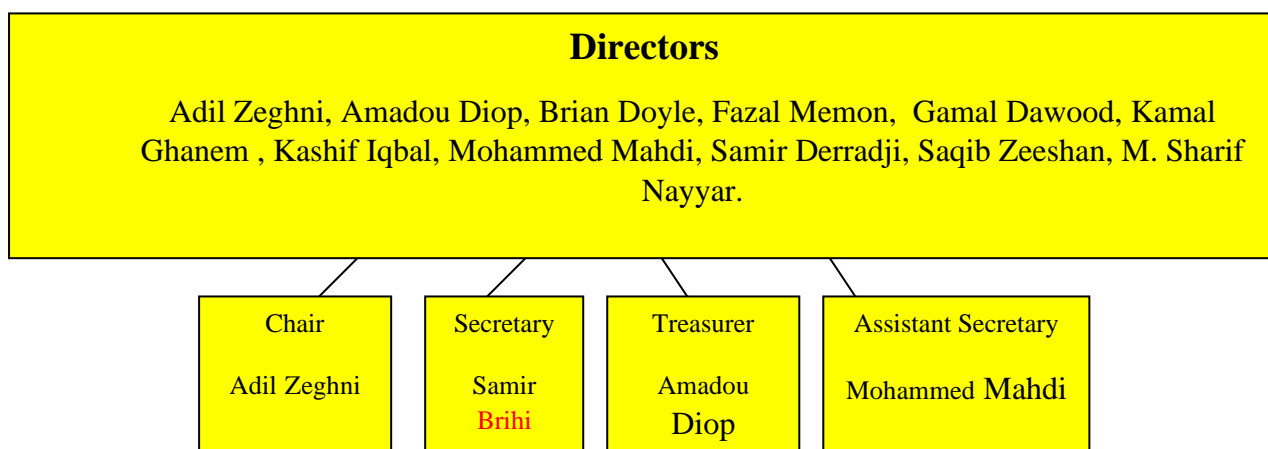 Directors
Adil Zeghni, Amadou Diop, Brian Doyle, Fazal Memon,  Gamal Dawood, Kamal
Ghanem , Kashif Iqbal, Mohammed Mahdi, Samir Derradji, Saqib Zeeshan, M. Sharif
Nayyar.
Chair
Adil Zeghni
Secretary
Samir
Brihi
Treasurer
Amadou
Diop
Assistant Secretary
Mohammed Mahdi